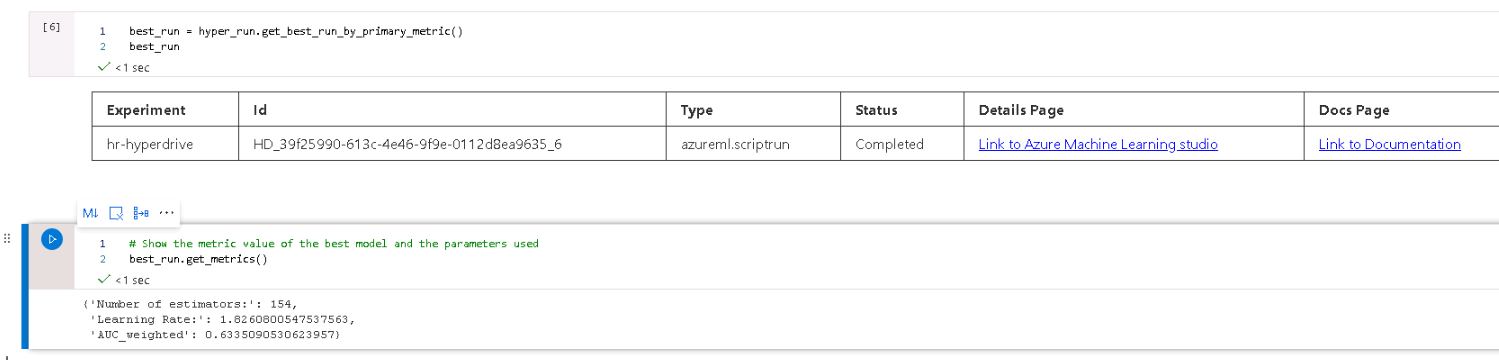 [6]
1 best_run = hyper_run.get_best_run_by_primary_metric()
2 best_run
<1 sec
Experiment Id Type Status Details Page Docs Page
hr-hyperdrive HD_39f25990-613c-4e46-9f9e-0112d8ea9635_6 azureml.scriptrun Completed Link to Azure Machine Learning studio Link to Documentation
M↓ ···
1 # Show the metric value of the best model and the parameters used
2 best_run.get_metrics()
<1 sec
{'Number of estimators:': 154,
'Learning Rate:': 1.8260800547537563,
'AUC_weighted': 0.6335090530623957}